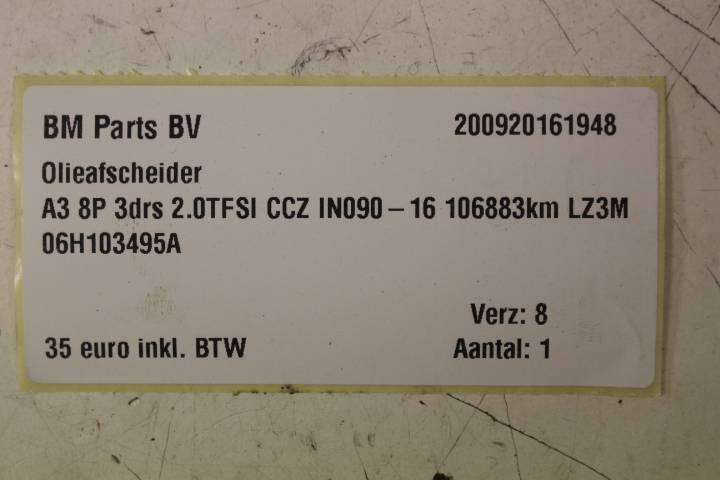 BM Parts BV 200920161948
Olieafscheider
A3 8P 3drs 2.0TFSI CCZ IN090 – 16 106883km LZ3M
06H103495A
Verz: 8
35 euro inkl. BTW Aantal: 1